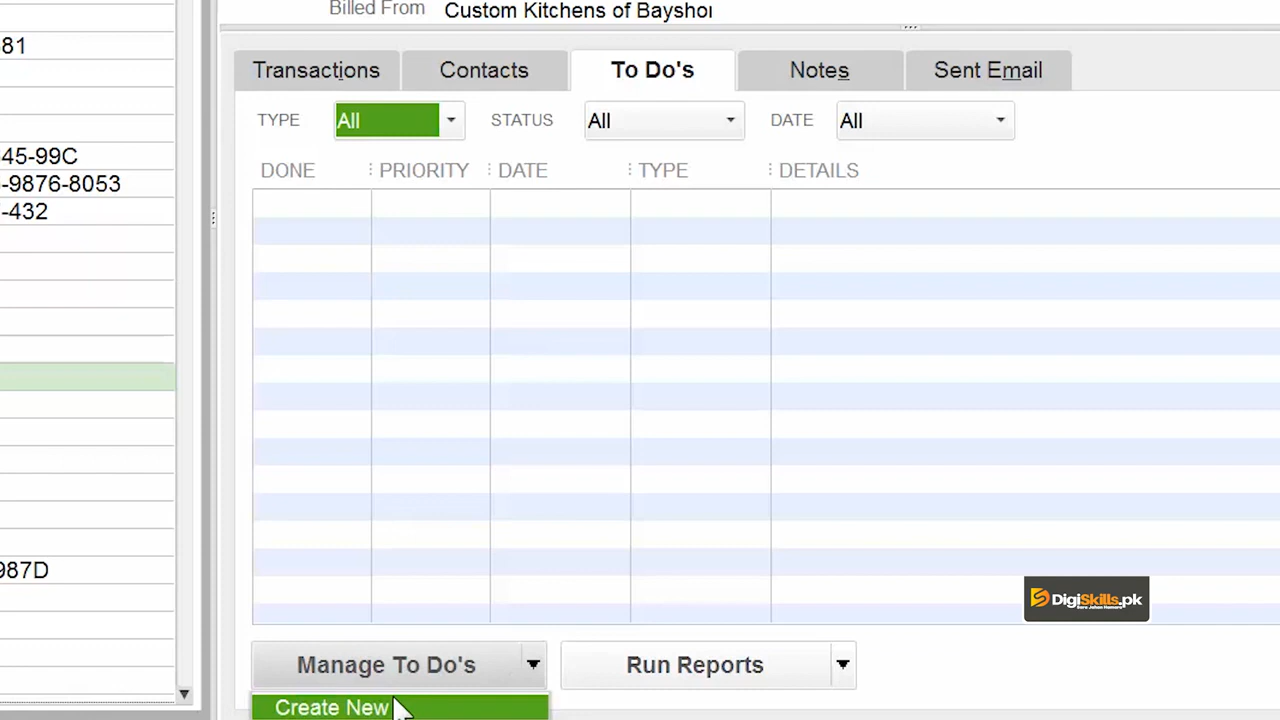 Billed From Custom Kitchens of Bayshor
81
Transactions Contacts To Do's Notes Sent Email
TYPE All STATUS All DATE All
45-99C
DONE PRIORITY DATE TYPE DETAILS
-9876-8053
-432
987D
DigiSkills.pk
Manage To Do's Run Reports
Create New